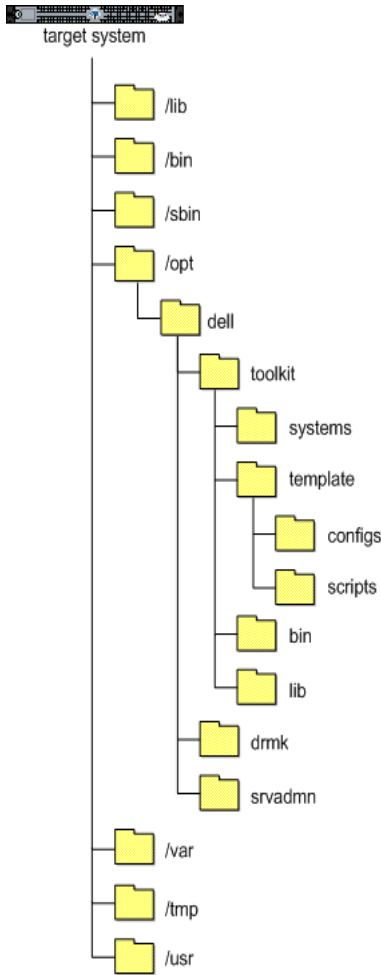 target system
/lib
/bin
/sbin
/opt
dell
toolkit
systems
template
configs
scripts
bin
lib
drmk
srvadmn
/var
/tmp
/usr